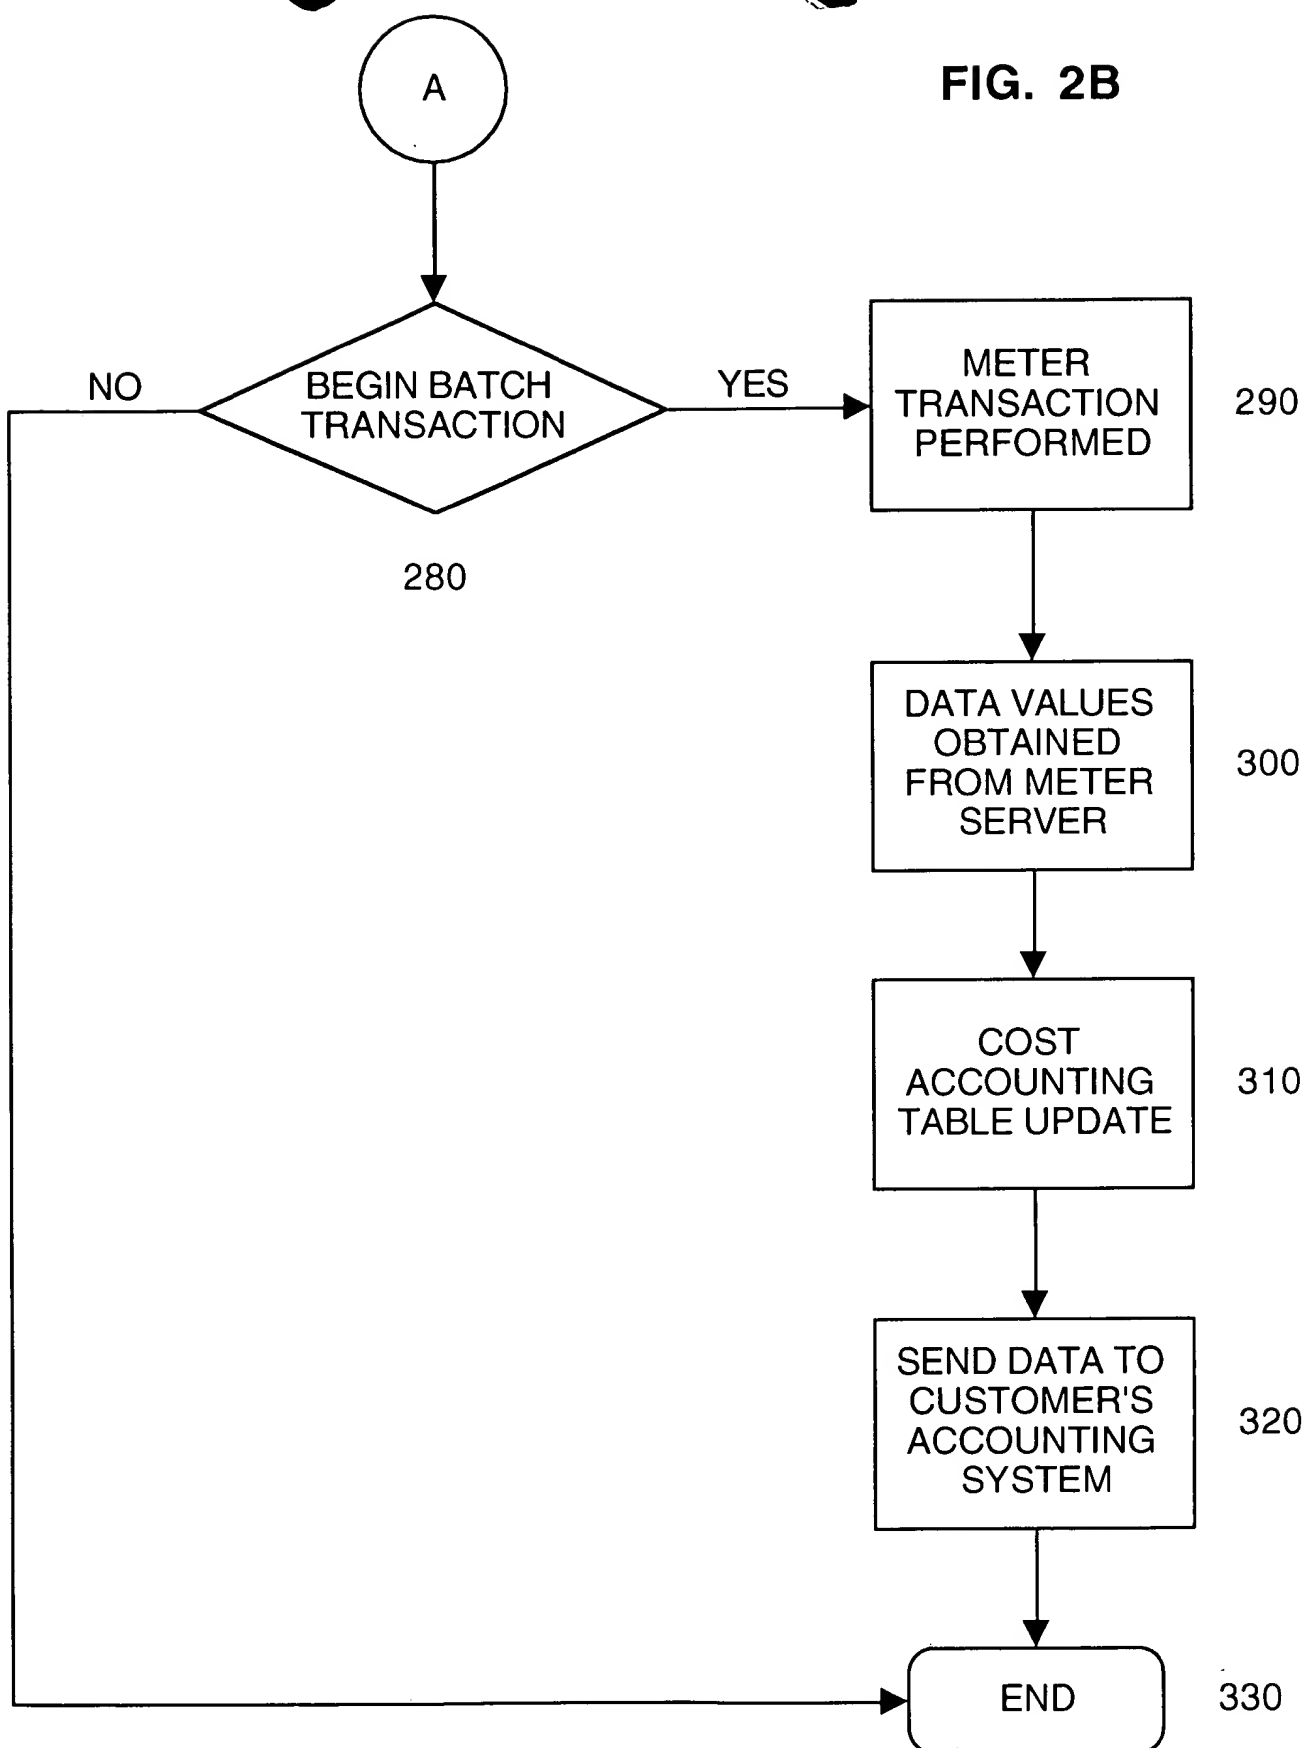 A
FIG. 2B
NO
BEGIN BATCH
TRANSACTION
YES
280
METER
TRANSACTION
PERFORMED
290
DATA VALUES
OBTAINED
FROM METER
SERVER
300
COST
ACCOUNTING
TABLE UPDATE
310
SEND DATA TO
CUSTOMER'S
ACCOUNTING
SYSTEM
320
END
330